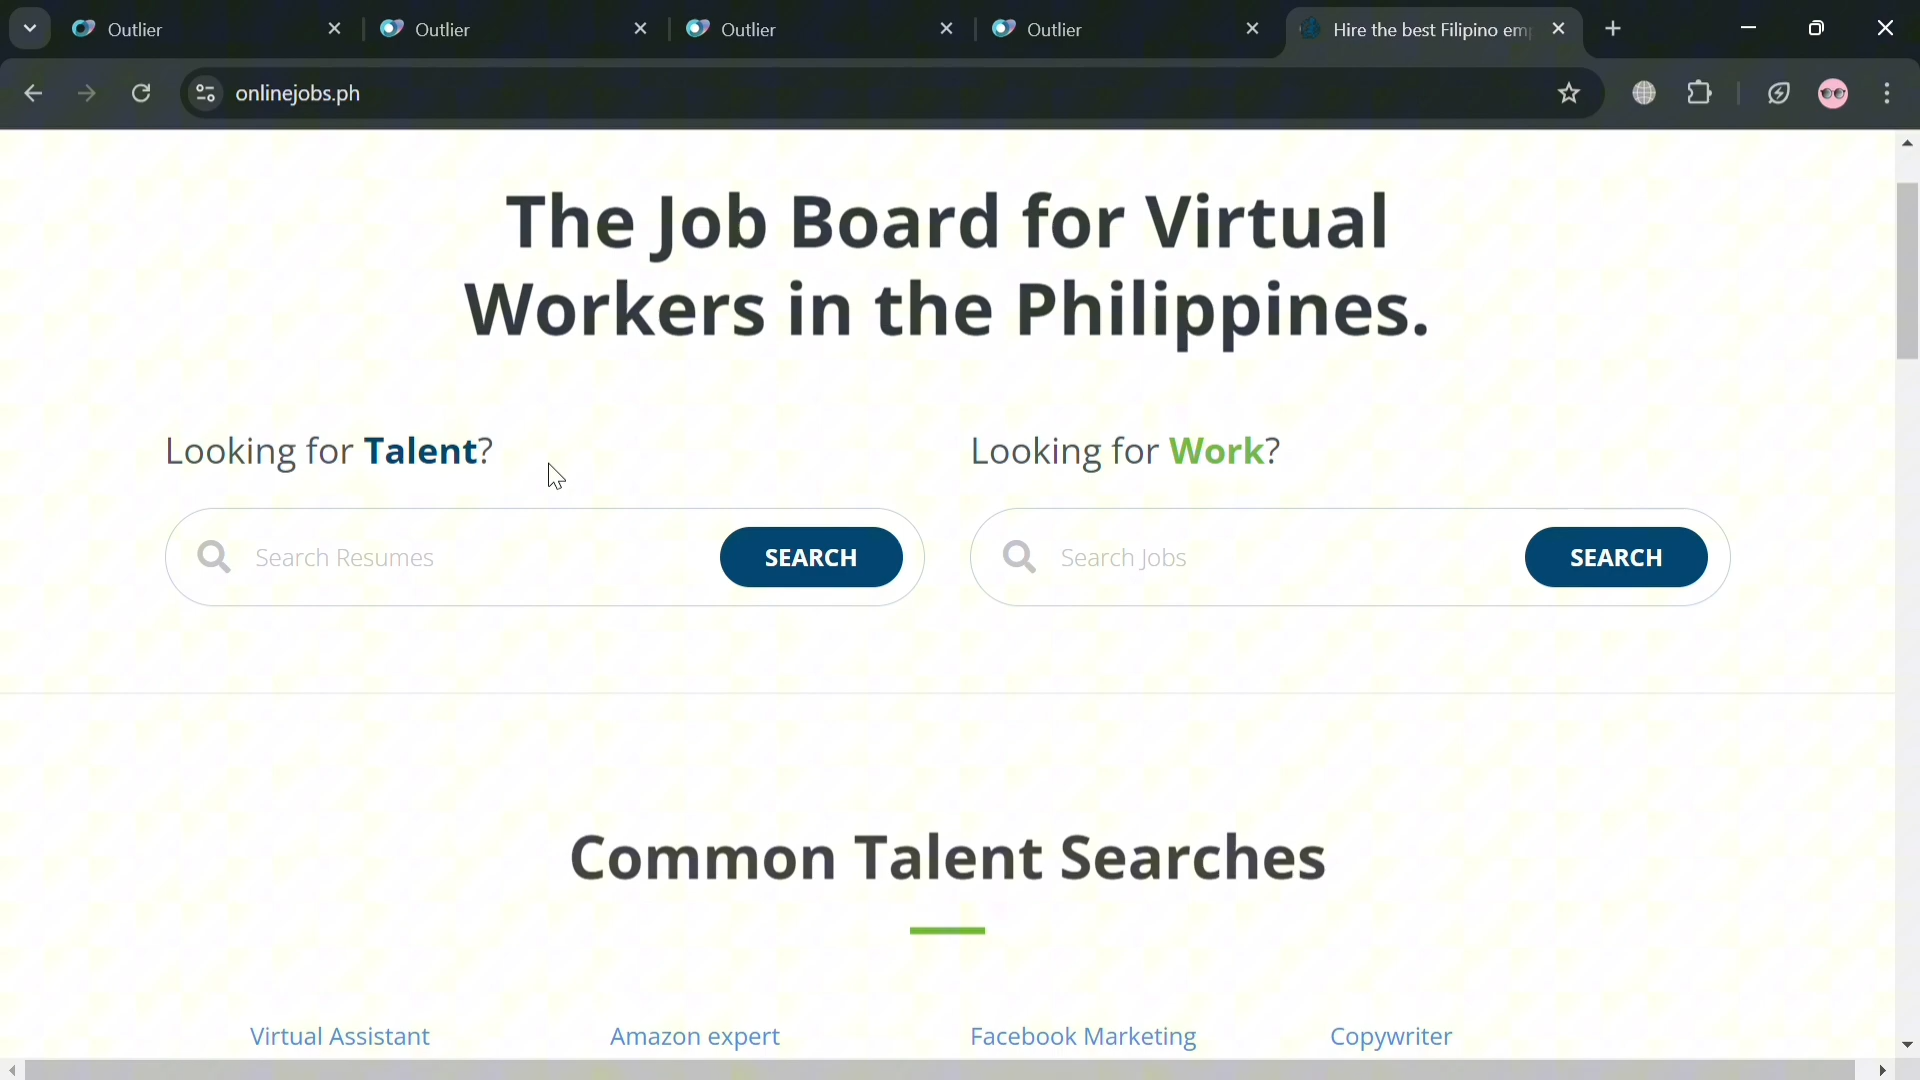 Outlier
Outlier
Outlier
Outlier
Hire the best Filipino em
onlinejobs.ph
The Job Board for Virtual
Workers in the Philippines.
Looking for Talent?
Looking for Work?
Search Resumes
SEARCH
Search Jobs
SEARCH
Common Talent Searches
Virtual Assistant
Amazon expert
Facebook Marketing
Copywriter